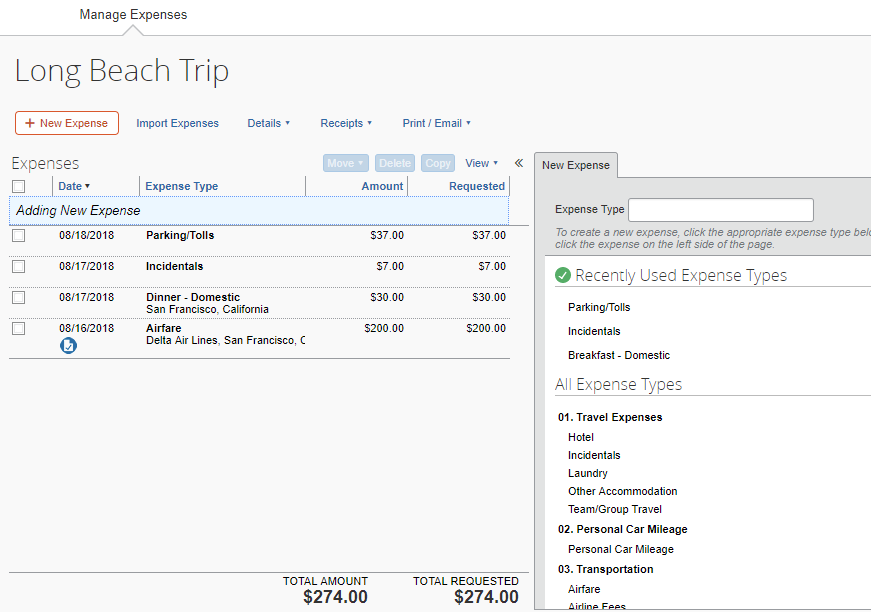 Manage Expenses
Long Beach Trip
+ New Expense Import Expenses Details Receipts Print / Email
Expenses Move Delete Copy View «
Date Expense Type Amount Requested
Adding New Expense
08/18/2018 Parking/Tolls $37.00 $37.00
08/17/2018 Incidentals $7.00 $7.00
08/17/2018 Dinner - Domestic $30.00 $30.00
San Francisco, California
08/16/2018 Airfare $200.00 $200.00
Delta Air Lines, San Francisco, C
TOTAL AMOUNT TOTAL REQUESTED
$274.00 $274.00
New Expense
Expense Type
To create a new expense, click the appropriate expense type belo
click the expense on the left side of the page.
Recently Used Expense Types
Parking/Tolls
Incidentals
Breakfast - Domestic
All Expense Types
01. Travel Expenses
Hotel
Incidentals
Laundry
Other Accommodation
Team/Group Travel
02. Personal Car Mileage
Personal Car Mileage
03. Transportation
Airfare
Airline Fees